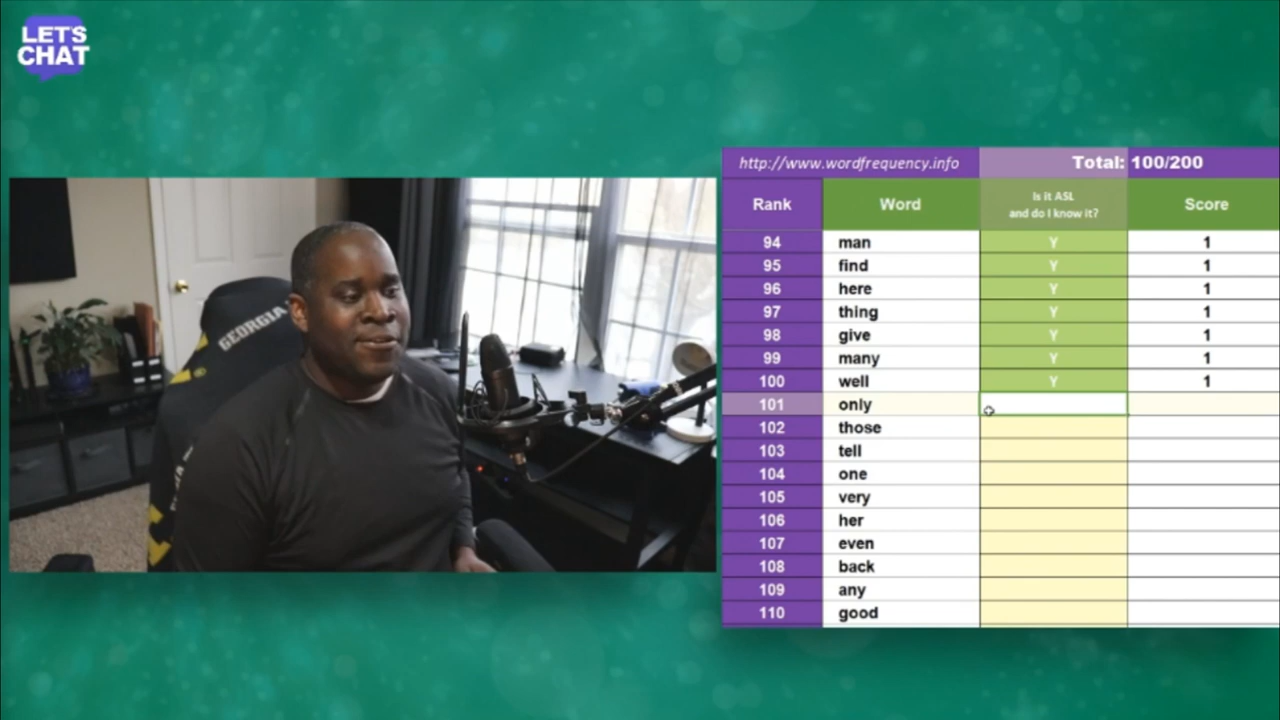 LET'S
CHAT
GEORGIA
http://www.wordfrequency.info Total: 100/200
Rank Word Is it ASL and do I know it? Score
94 man Y 1
95 find Y 1
96 here Y 1
97 thing Y 1
98 give Y 1
99 many Y 1
100 well Y 1
101 only
102 those
103 tell
104 one
105 very
106 her
107 even
108 back
109 any
110 good